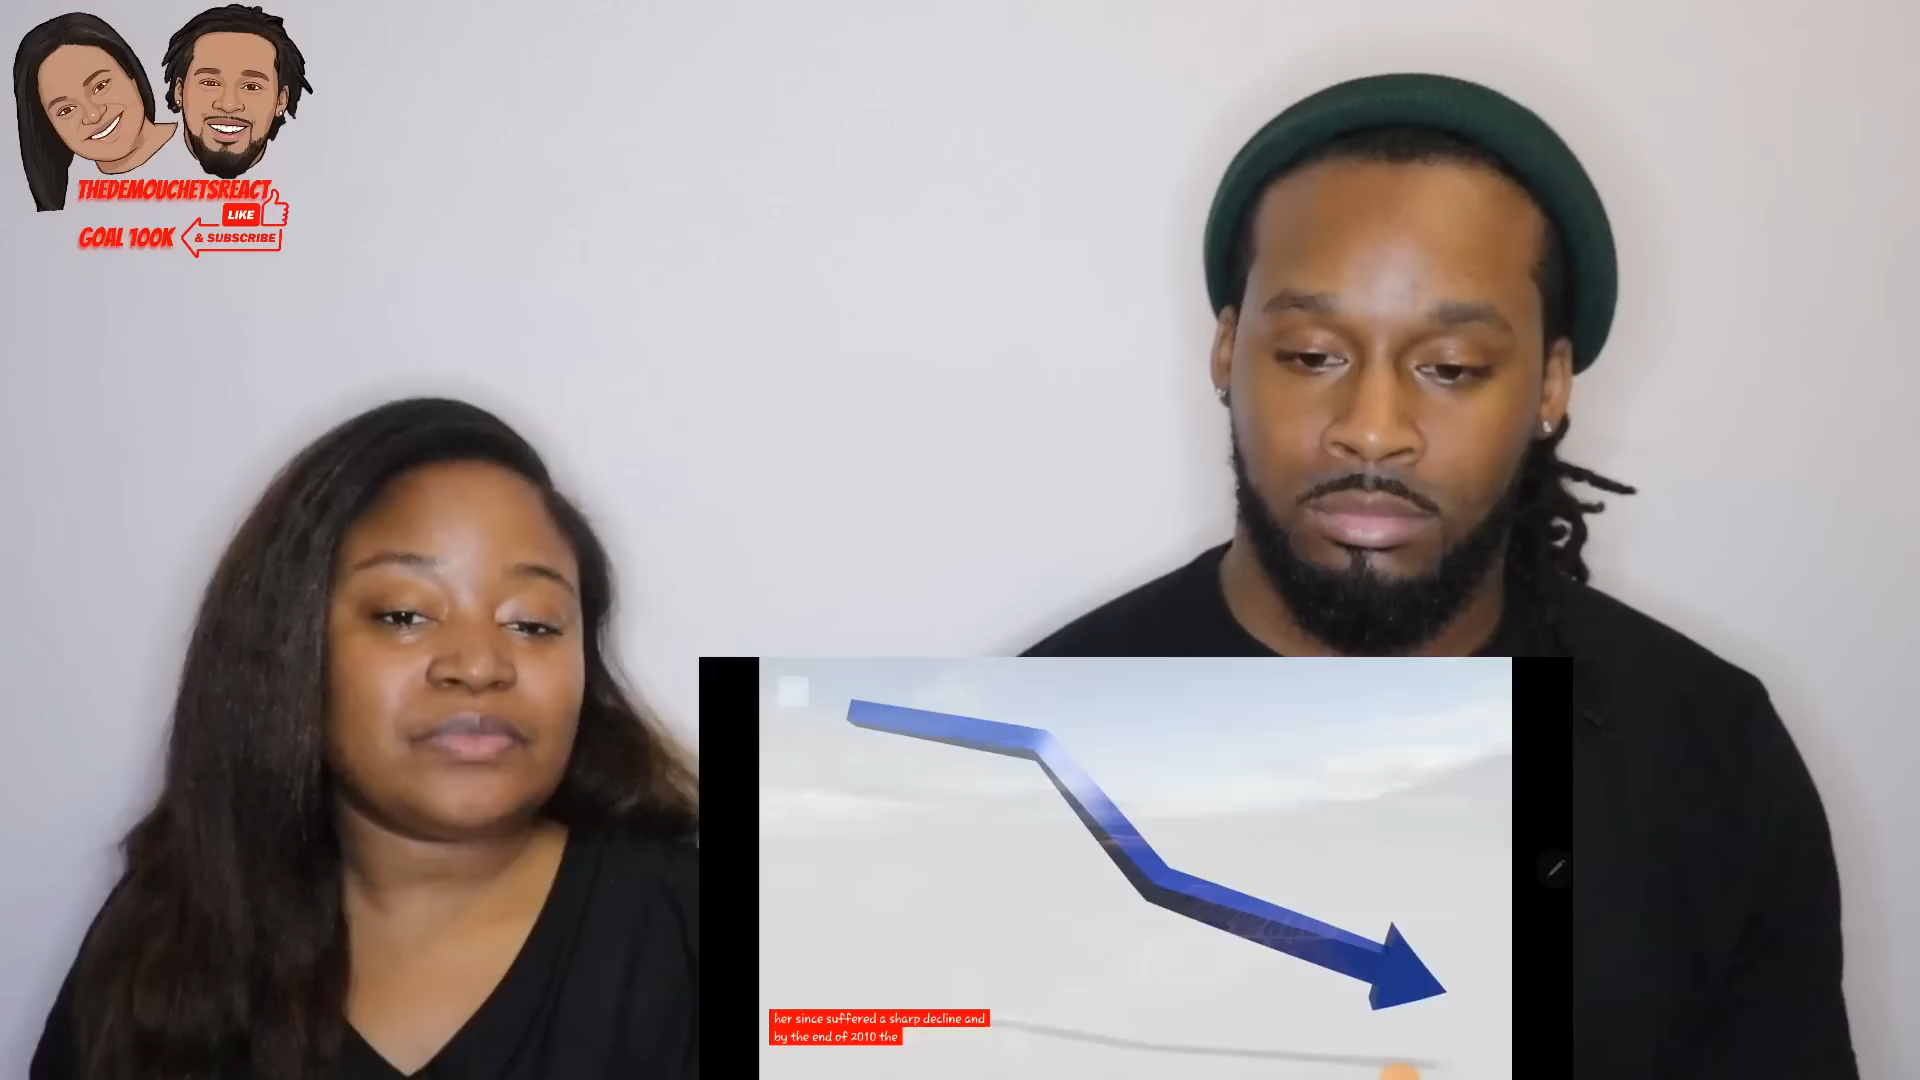 THEDEMOUCHETSREACT
LIKE
GOAL 100K
& SUBSCRIBE
her since suffered a sharp decline and
by the end of 2010 the